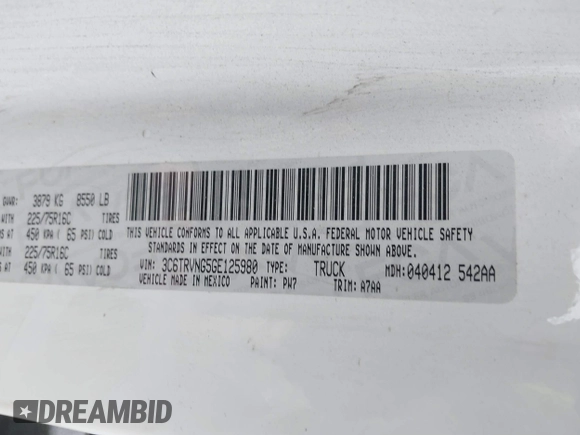 GVWR: 3879 KG 8550 LB
WITH 225/75R16C TIRES
AT 450 KPA ( 65 PSI) COLD
WITH 225/75R16C TIRES
AT 450 KPA ( 65 PSI) COLD
THIS VEHICLE CONFORMS TO ALL APPLICABLE U.S.A. FEDERAL MOTOR VEHICLE SAFETY
STANDARDS IN EFFECT ON THE DATE OF MANUFACTURE SHOWN ABOVE.
VIN: 3C6TRVNG5GE125980 TYPE: TRUCK MDH: 040412 542AA
VEHICLE MADE IN MEXICO PAINT: PW7 TRIM: A7AA
DREAMBID